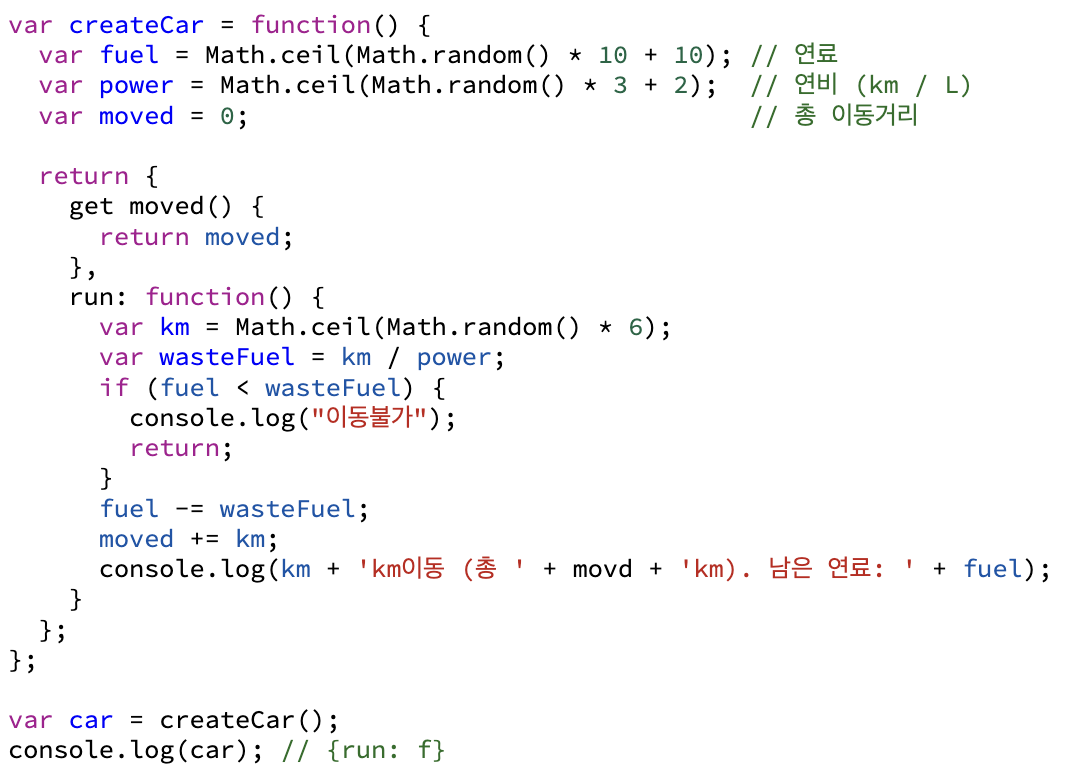 var createCar = function() {
  var fuel = Math.ceil(Math.random() * 10 + 10); // 연료
  var power = Math.ceil(Math.random() * 3 + 2);  // 연비 (km / L)
  var moved = 0;                                 // 총 이동거리

  return {
    get moved() {
      return moved;
    },
    run: function() {
      var km = Math.ceil(Math.random() * 6);
      var wasteFuel = km / power;
      if (fuel < wasteFuel) {
        console.log("이동불가");
        return;
      }
      fuel -= wasteFuel;
      moved += km;
      console.log(km + 'km이동 (총 ' + movd + 'km). 남은 연료: ' + fuel);
    }
  };
};

var car = createCar();
console.log(car); // {run: f}